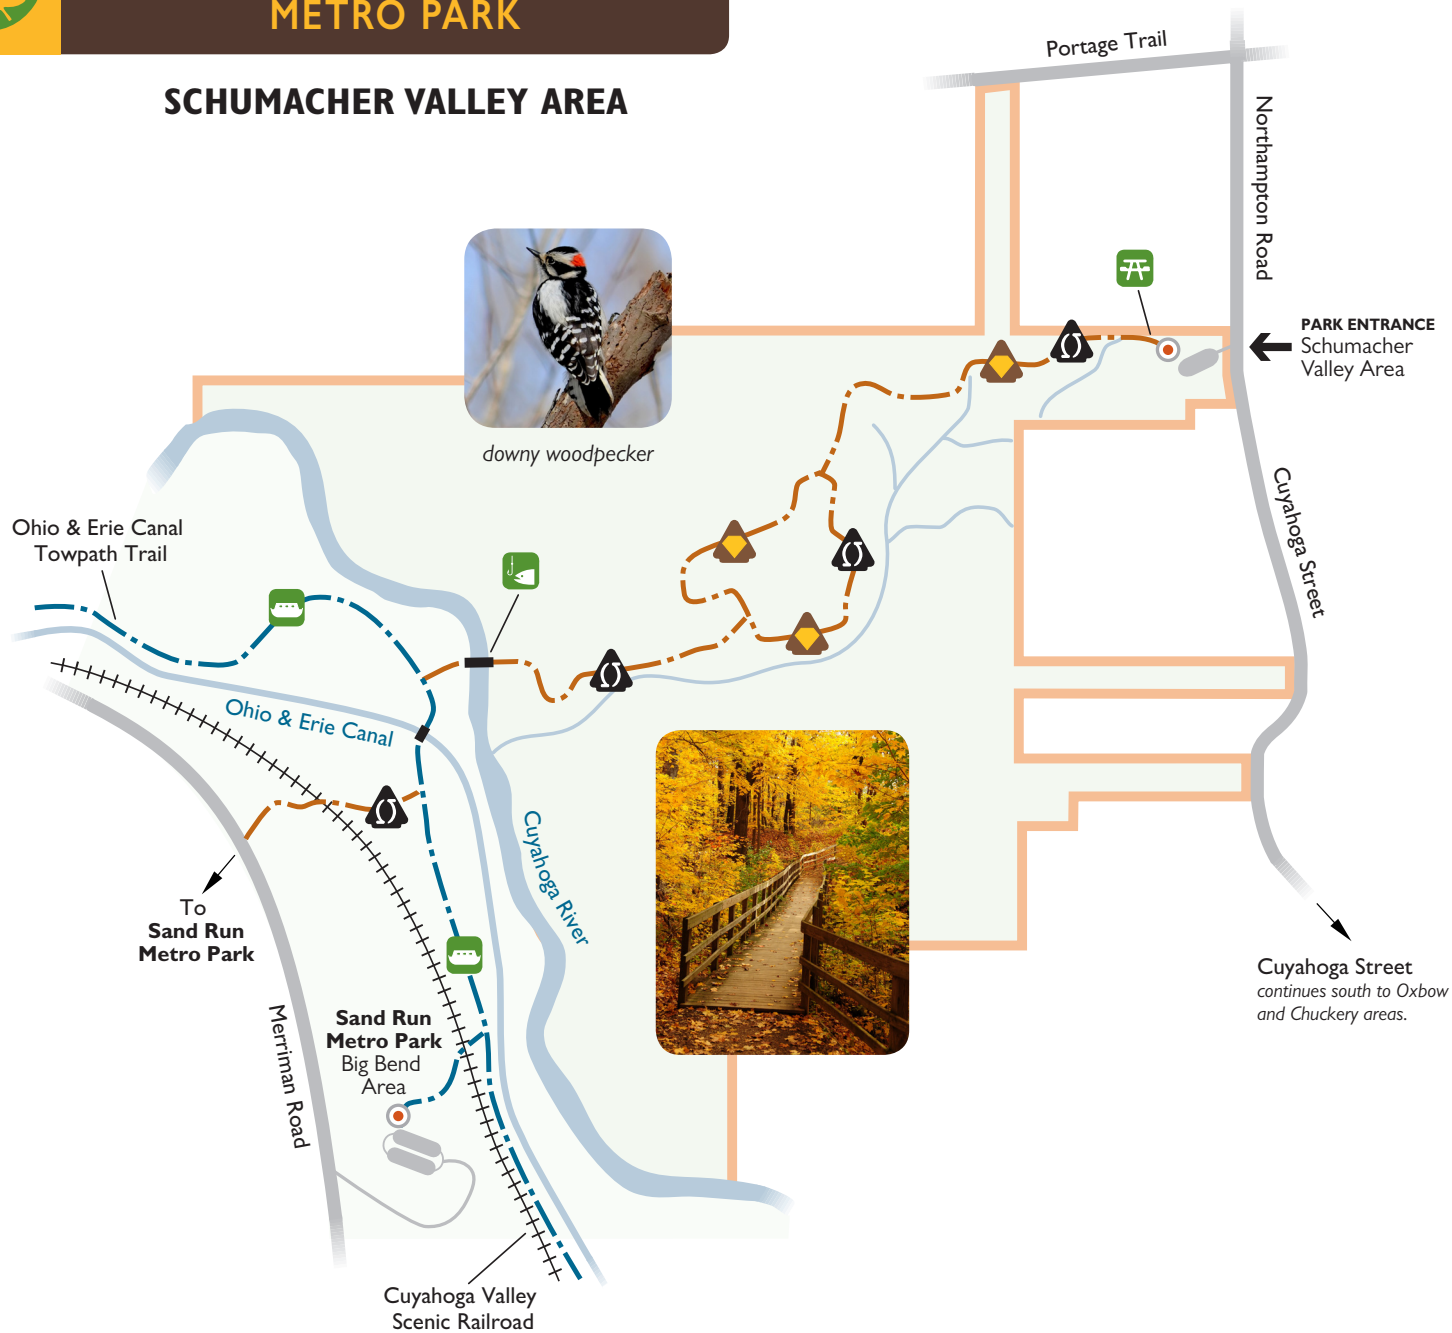 METRO PARK
SCHUMACHER VALLEY AREA
Portage Trail
Northampton Road
PARK ENTRANCE
Schumacher
Valley Area
downy woodpecker
Cuyahoga Street
Ohio & Erie Canal
Towpath Trail
Ohio & Erie Canal
Cuyahoga River
To
Sand Run
Metro Park
Cuyahoga Street
continues south to Oxbow
and Chuckery areas.
Merriman Road
Sand Run
Metro Park
Big Bend
Area
Cuyahoga Valley
Scenic Railroad